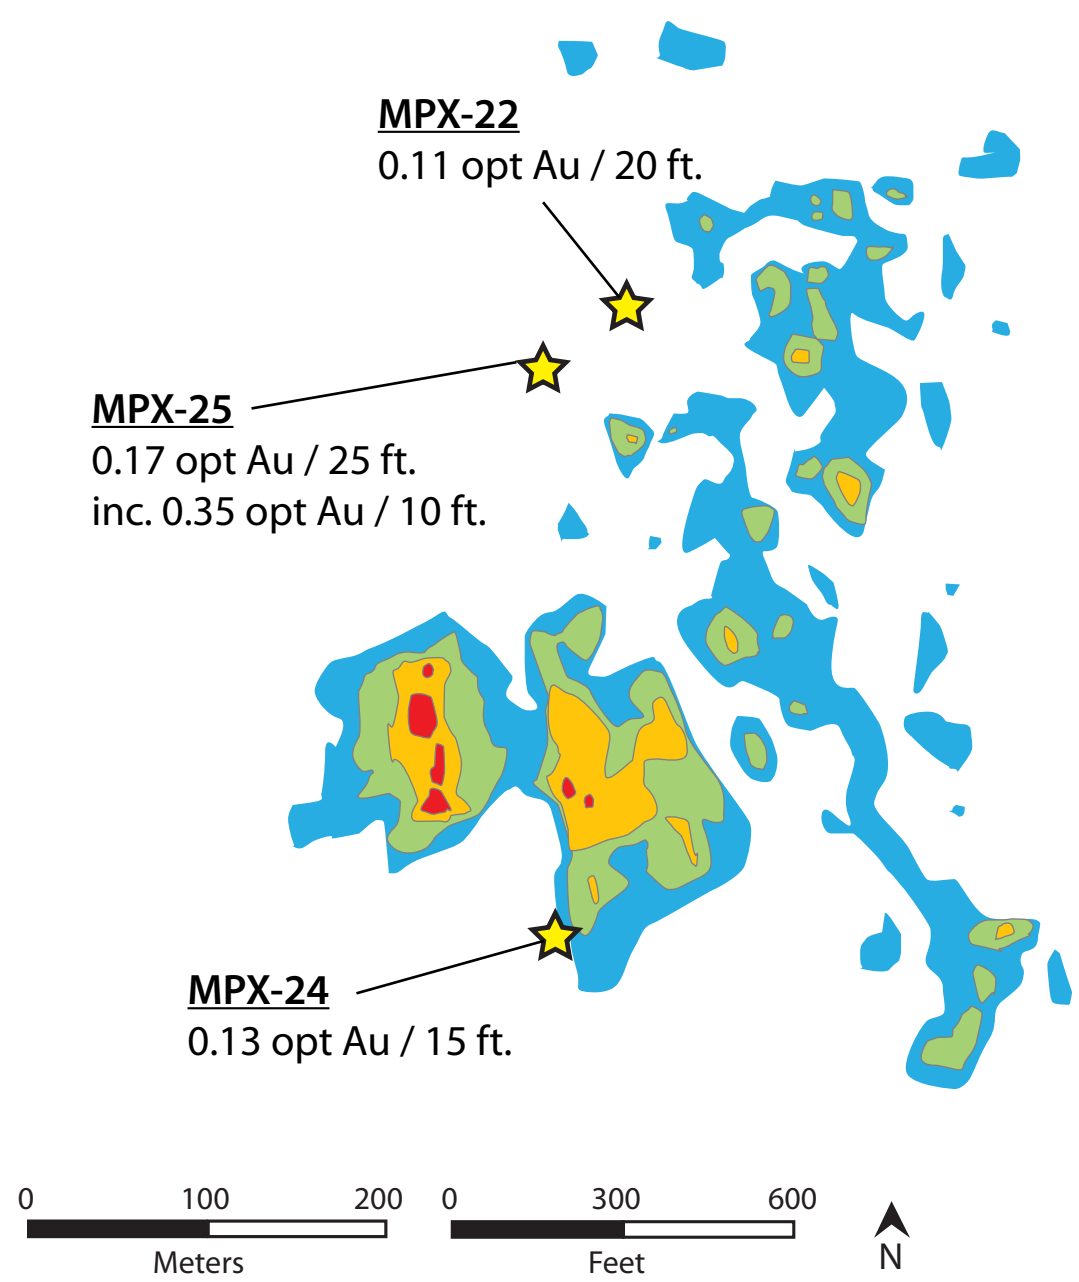 MPX-22
0.11 opt Au / 20 ft.
MPX-25
0.17 opt Au / 25 ft.
inc. 0.35 opt Au / 10 ft.
MPX-24
0.13 opt Au / 15 ft.
0 100 200
Meters
0 300 600
Feet
N